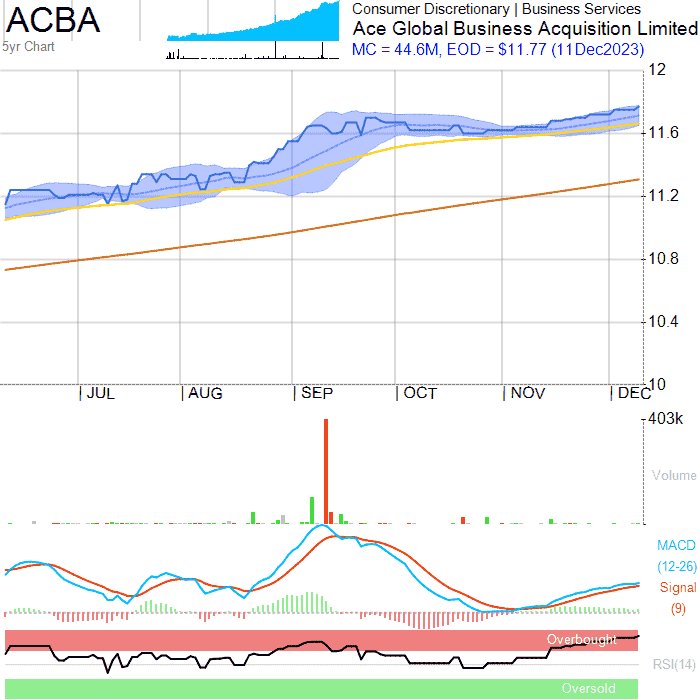 ACBA
5yr Chart
Consumer Discretionary | Business Services
Ace Global Business Acquisition Limited
MC = 44.6M, EOD = $11.77 (11Dec2023)
12
11.6
11.2
10.8
10.4
10
| JUL | AUG | SEP | OCT | NOV | DEC
403k
Volume
MACD
(12-26)
Signal
(9)
Overbought
RSI(14)
Oversold